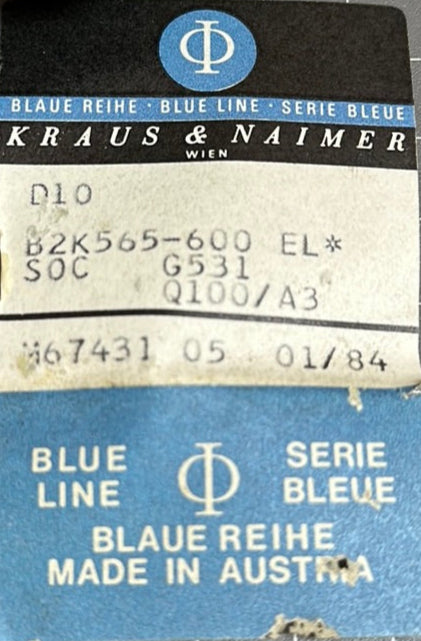 BLAUE REIHE · BLUE LINE · SERIE BLEUE
KRAUS & NAIMER
WIEN
D10
B2K565-600 EL*
SOC G531
Q100/A3
M67431 05 01/84
BLUE LINE
SERIE BLEUE
BLAUE REIHE
MADE IN AUSTRIA